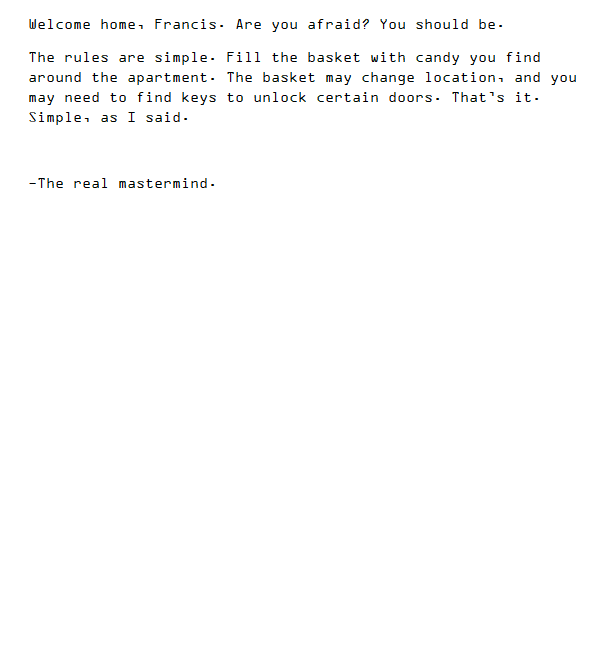 Welcome home, Francis. Are you afraid? You should be.
The rules are simple. Fill the basket with candy you find
around the apartment. The basket may change location, and you
may need to find keys to unlock certain doors. That's it.
Simple, as I said.
-The real mastermind.